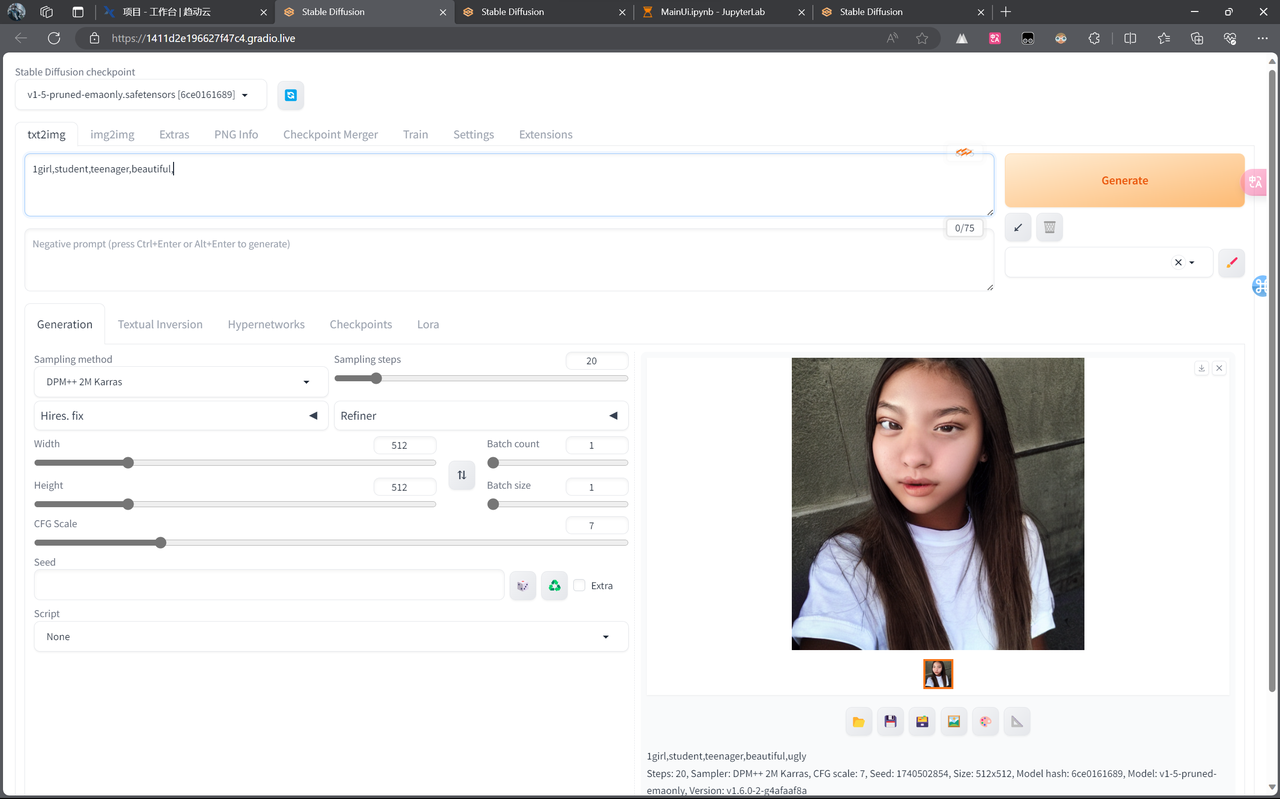 项目 - 工作台 | 趋动云
Stable Diffusion
Stable Diffusion
MainUi.ipynb - JupyterLab
Stable Diffusion
https://1411d2e196627f47c4.gradio.live
Stable Diffusion checkpoint
v1-5-pruned-emaonly.safetensors [6ce0161689]
txt2img img2img Extras PNG Info Checkpoint Merger Train Settings Extensions
1girl,student,teenager,beautiful,
Generate
0/75
Negative prompt (press Ctrl+Enter or Alt+Enter to generate)
Generation Textual Inversion Hypernetworks Checkpoints Lora
Sampling method
DPM++ 2M Karras
Sampling steps
20
Hires. fix
Refiner
Width
512
Height
512
Batch count
1
Batch size
1
CFG Scale
7
Seed
Extra
Script
None
1girl,student,teenager,beautiful,ugly
Steps: 20, Sampler: DPM++ 2M Karras, CFG scale: 7, Seed: 1740502854, Size: 512x512, Model hash: 6ce0161689, Model: v1-5-pruned-
emaonly, Version: v1.6.0-2-g4afaaf8a